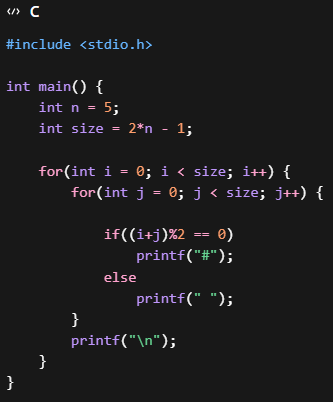 </> C
#include <stdio.h>
int main() {
    int n = 5;
    int size = 2*n - 1;
    for(int i = 0; i < size; i++) {
        for(int j = 0; j < size; j++) {
            if((i+j)%2 == 0)
                printf("#");
            else
                printf(" ");
        }
        printf("\n");
    }
}